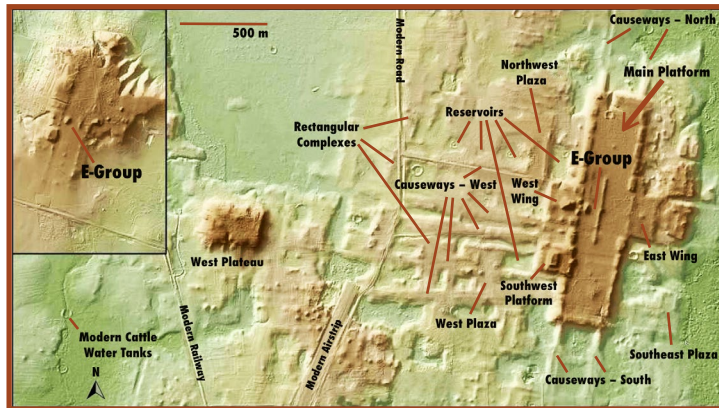 500 m
Modern Road
Causeways – North
Main Platform
Northwest
Plaza
Reservoirs
Rectangular
Complexes
E-Group
E-Group
Causeways – West
West
Wing
East Wing
West Plateau
Southwest
Platform
West Plaza
Modern Cattle
Water Tanks
N
Modern Railway
Modern Airstrip
Southeast Plaza
Causeways – South